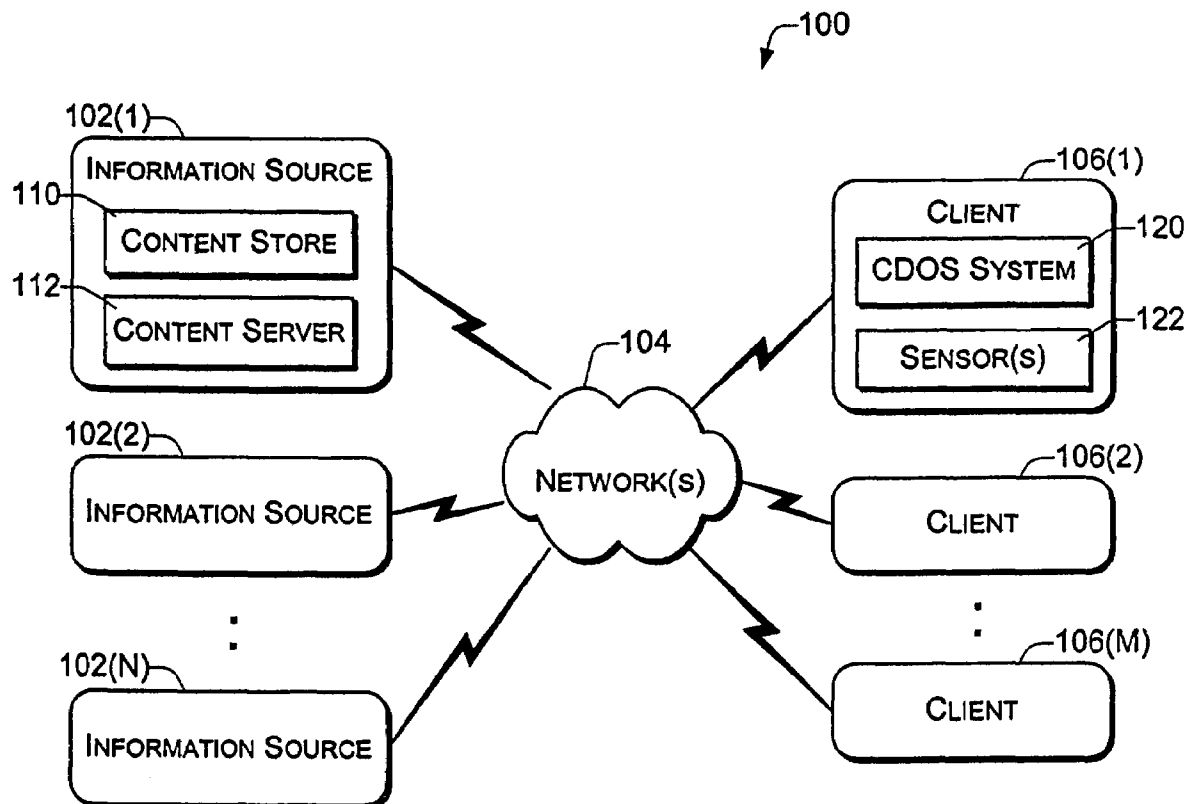 100
102(1)
INFORMATION SOURCE
110
CONTENT STORE
112
CONTENT SERVER
106(1)
CLIENT
120
CDOS SYSTEM
122
SENSOR(S)
104
NETWORK(S)
102(2)
INFORMATION SOURCE
106(2)
CLIENT
102(N)
INFORMATION SOURCE
106(M)
CLIENT